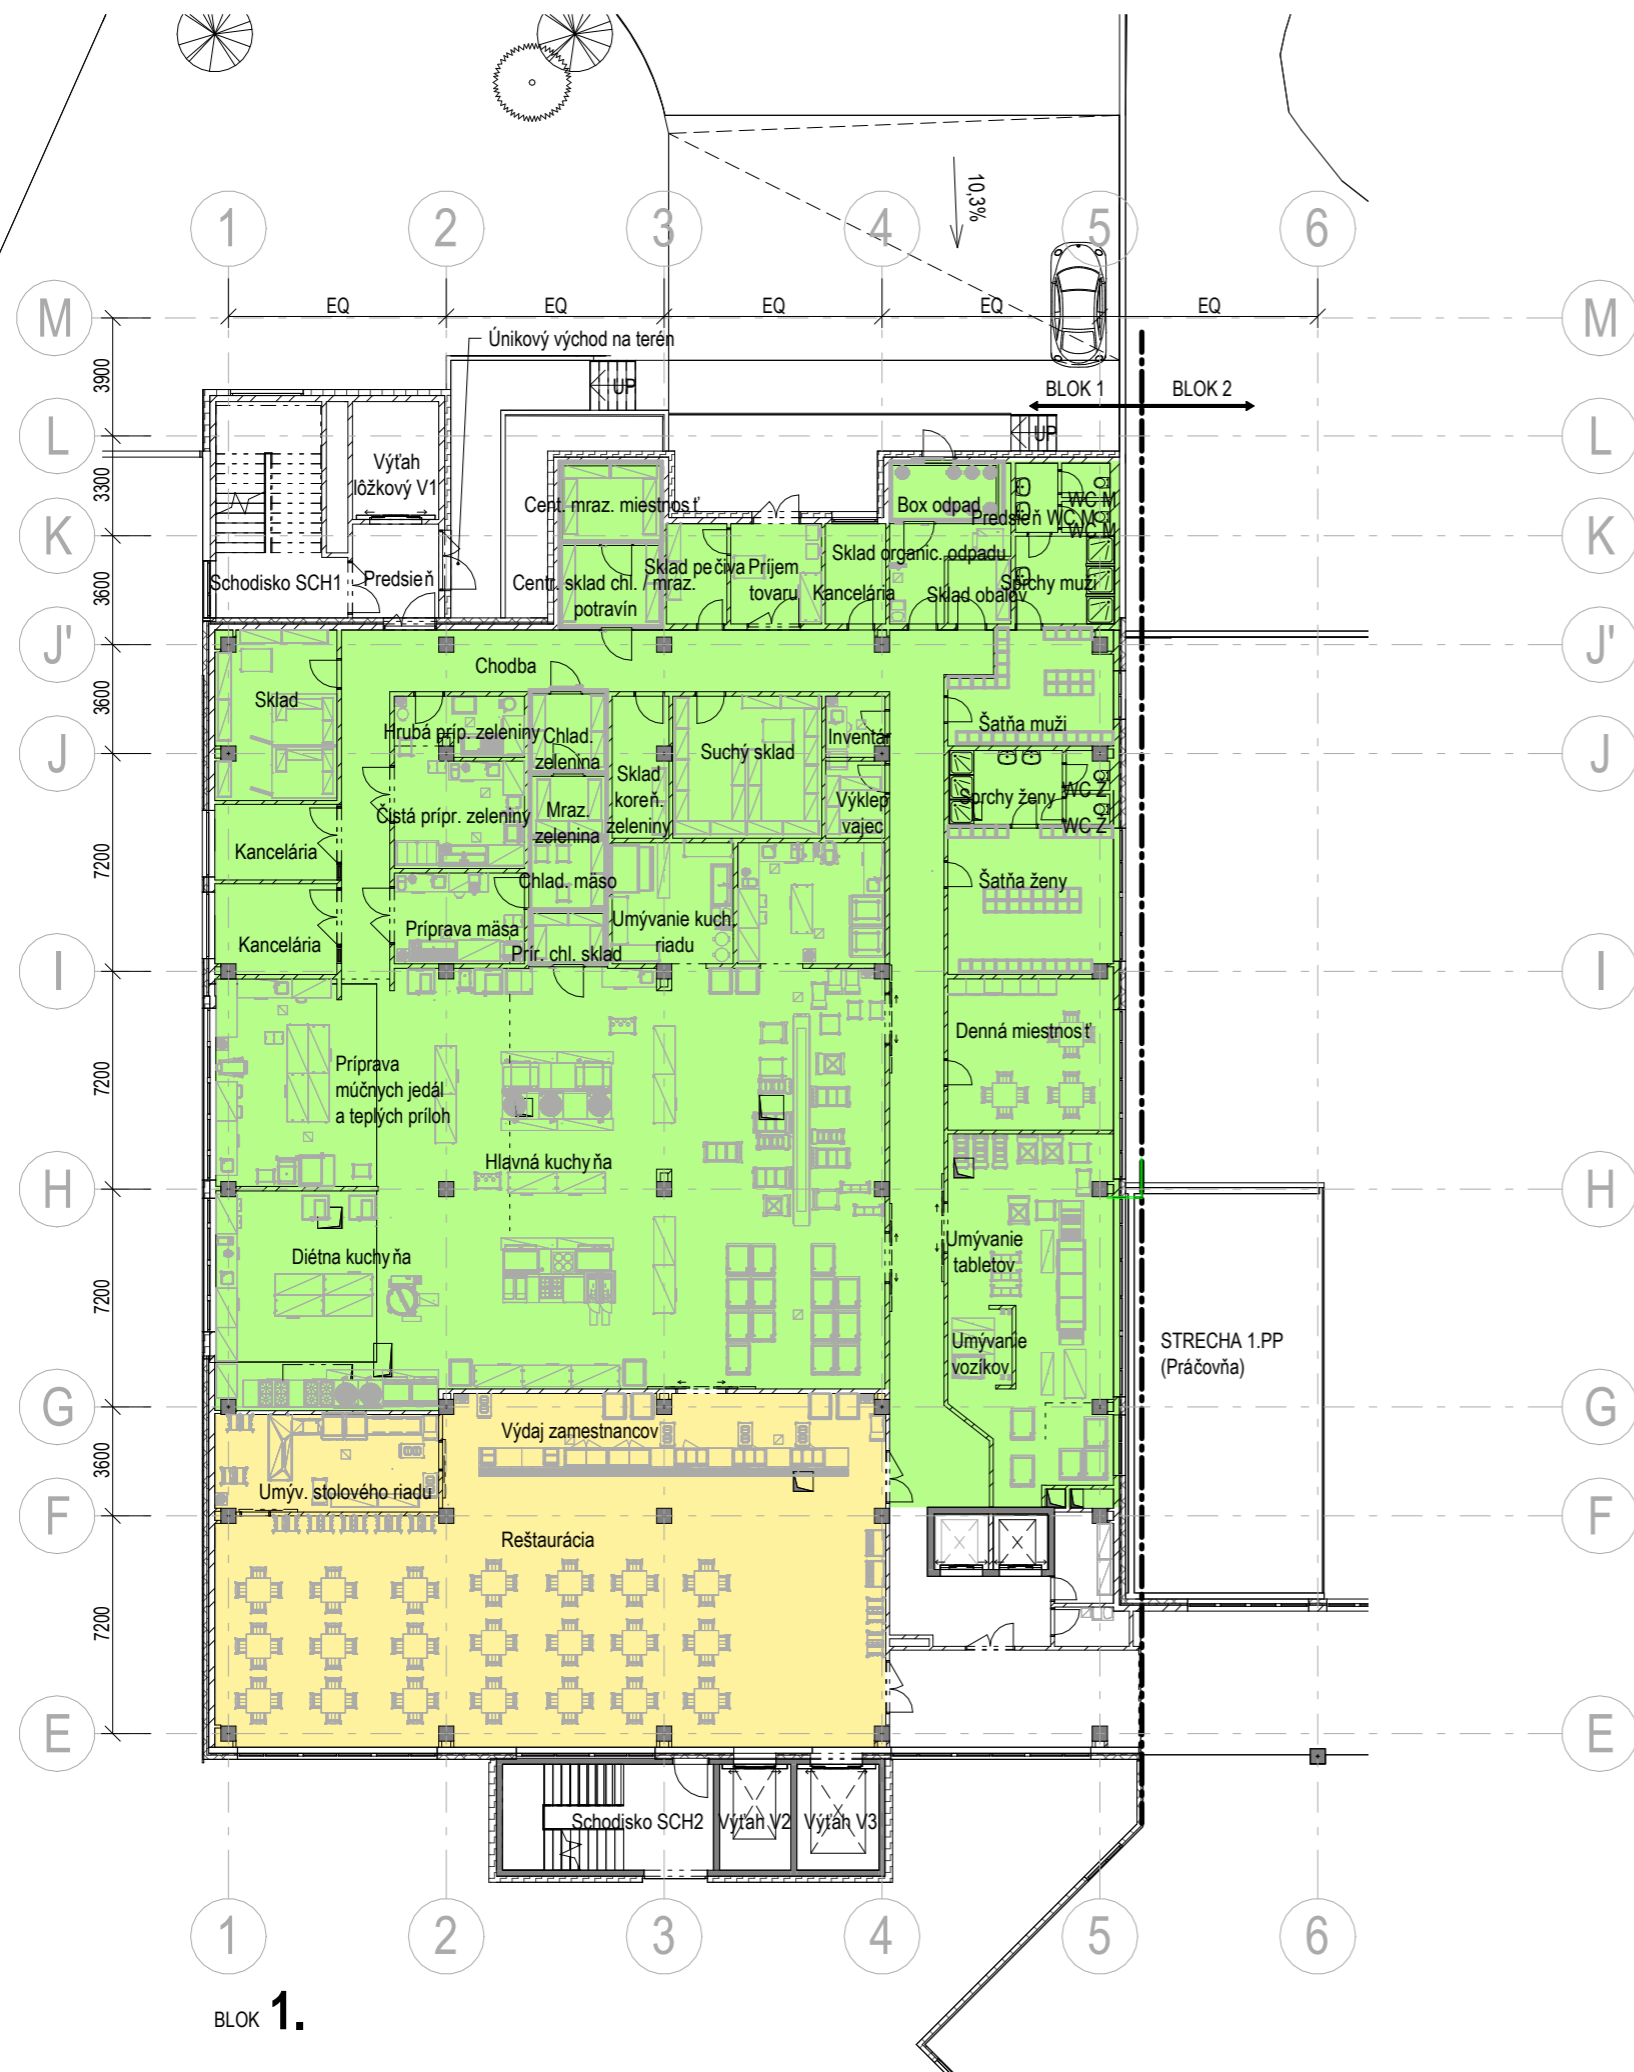 10,3%
1 2 3 4 5 6
EQ EQ EQ EQ EQ
M M
Únikový východ na terén
3900
UP
BLOK 1 BLOK 2
L L
UP
Výťah
lôžkový V1
3300
Cent. mraz. miestnosť
Box odpad
WC M
Predsieň WC M
WC M
K K
Sklad pečiva
Príjem
tovaru
Sklad organic. odpadu
Schodisko SCH1
Predsieň
Centr. sklad chl. / mraz.
potravín
Kancelária
Sklad obalov
Sprchy muži
3600
J' J'
Chodba
3600
Sklad
Hrubá príp. zeleniny
Chlad.
zelenina
Suchý sklad
Inventár
Šatňa muži
J J
Sklad
koreň.
zeleniny
Čistá prípr. zeleniny
Mraz.
zelenina
Výklep
vajec
Sprchy ženy
WC Ž
WC Ž
7200
Kancelária
Chlad. mäso
Šatňa ženy
Príprava mäsa
Umývanie kuch.
riadu
Kancelária
Prír. chl. sklad
I I
Denná miestnosť
7200
Príprava
múčnych jedál
a teplých príloh
Hlavná kuchyňa
H H
Diétna kuchyňa
Umývanie
tabletov
7200
Umývanie
vozíkov
STRECHA 1.PP
(Práčovňa)
G G
Výdaj zamestnancov
3600
Umýv. stolového riadu
F F
Reštaurácia
7200
E E
Schodisko SCH2
Výťah V2
Výťah V3
1 2 3 4 5 6
BLOK 1.